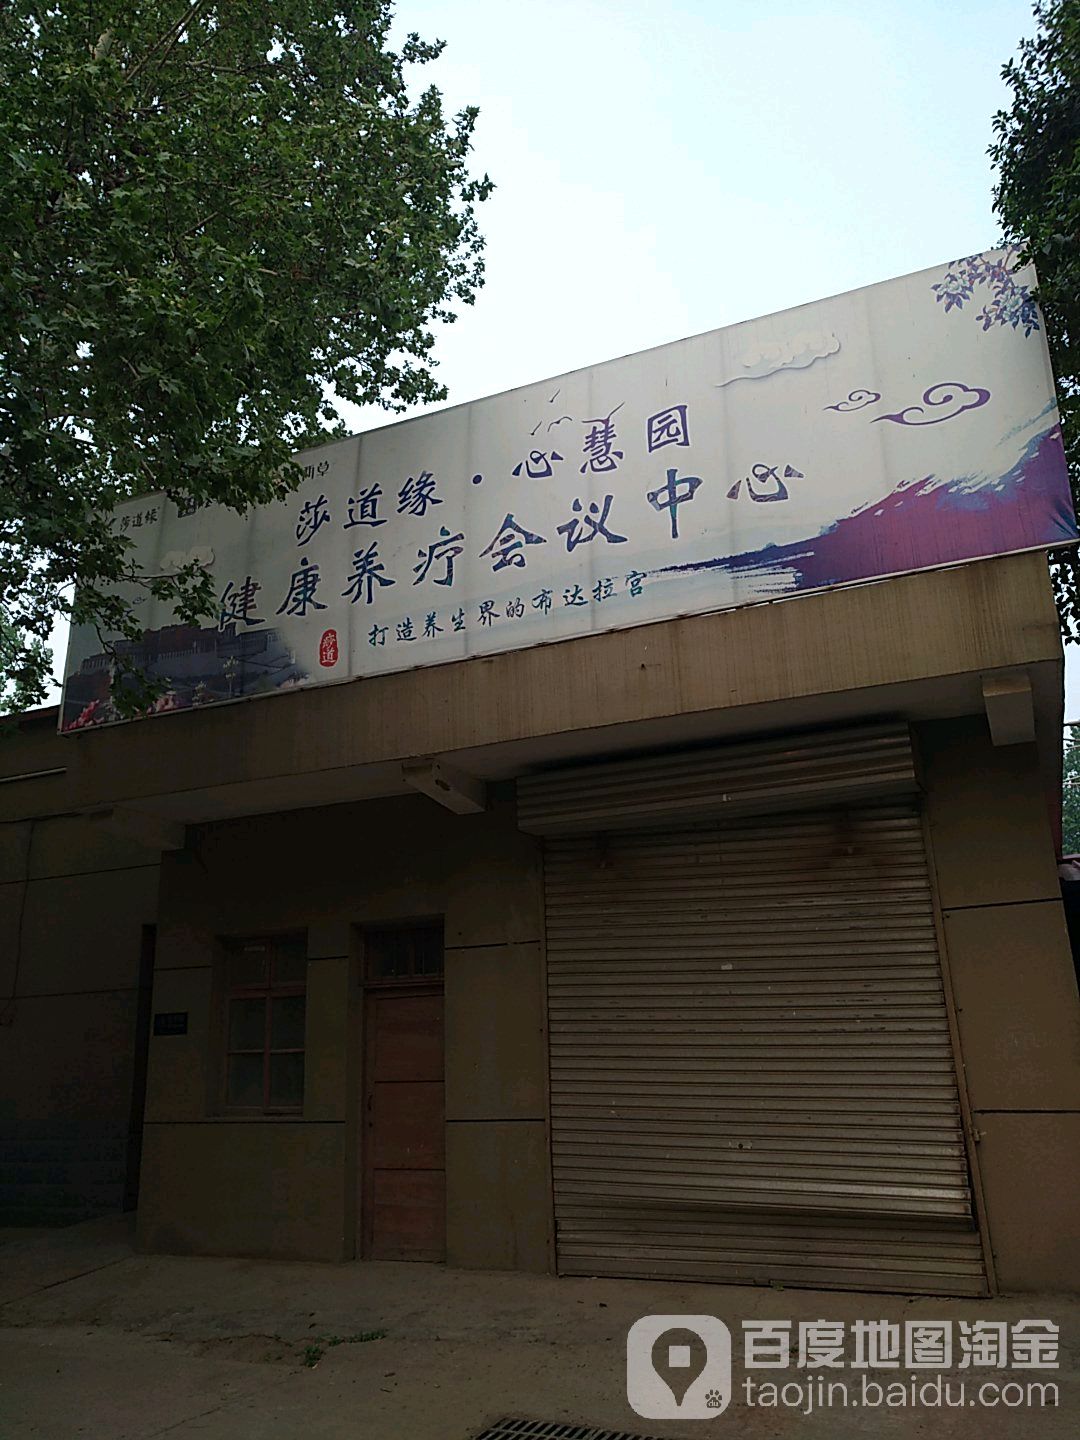 莎道缘
莎道缘·心慧园
健康养疗会议中心
打造养生界的布达拉宫
百度地图淘金
taojin.baidu.com